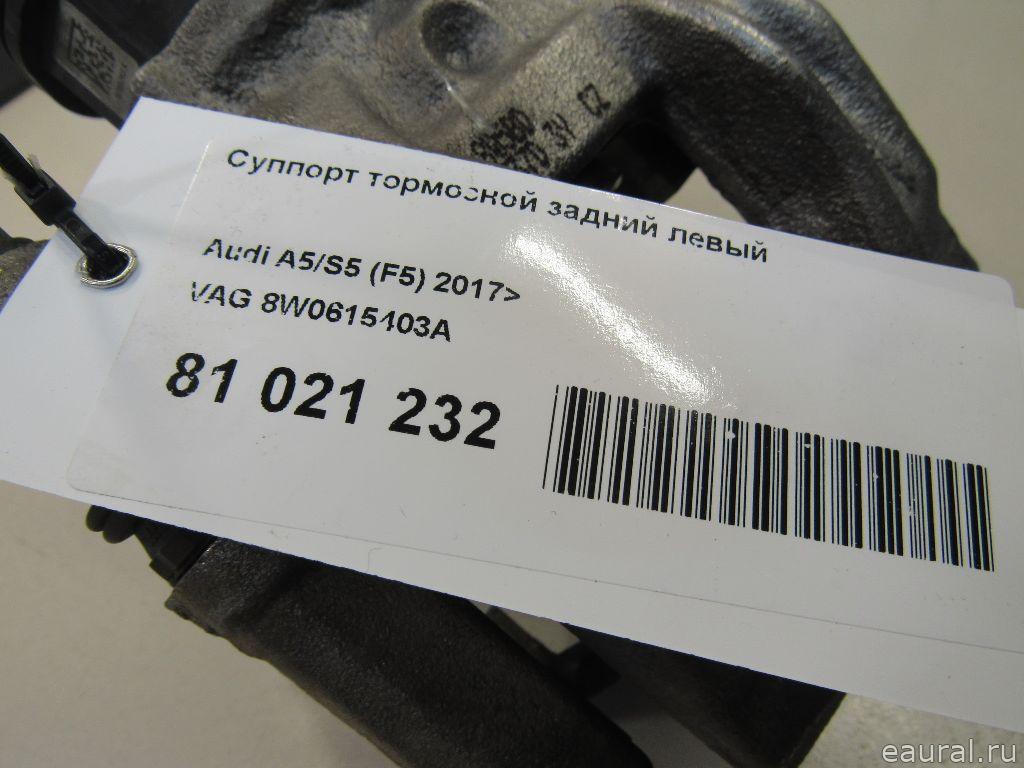 Суппорт тормозной задний левый
Audi A5/S5 (F5) 2017>
VAG 8W0615403A
81 021 232
eaural.ru